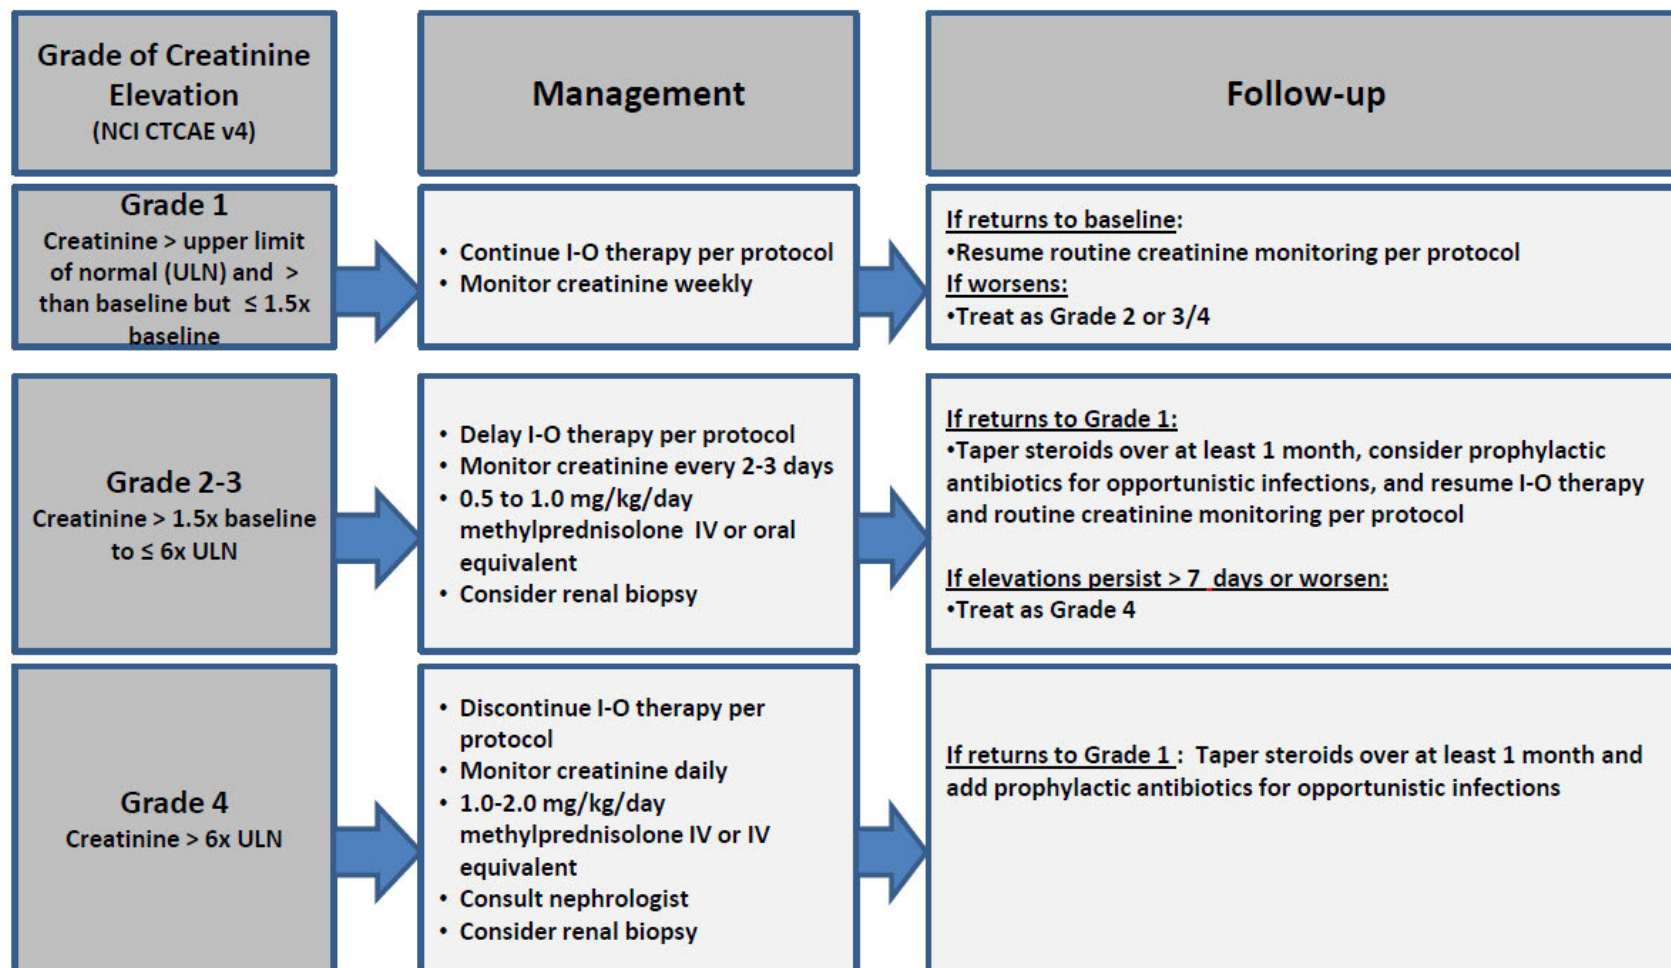 Grade of Creatinine
Elevation
(NCI CTCAE v4)
Management
Follow-up
Grade 1
Creatinine > upper limit
of normal (ULN) and  >
than baseline but  ≤ 1.5x
baseline
• Continue I-O therapy per protocol
• Monitor creatinine weekly
If returns to baseline:
•Resume routine creatinine monitoring per protocol
If worsens:
•Treat as Grade 2 or 3/4
Grade 2-3
Creatinine > 1.5x baseline
to ≤ 6x ULN
• Delay I-O therapy per protocol
• Monitor creatinine every 2-3 days
• 0.5 to 1.0 mg/kg/day
methylprednisolone  IV or oral
equivalent
• Consider renal biopsy
If returns to Grade 1:
•Taper steroids over at least 1 month, consider prophylactic
antibiotics for opportunistic infections, and resume I-O therapy
and routine creatinine monitoring per protocol
If elevations persist > 7  days or worsen:
•Treat as Grade 4
Grade 4
Creatinine > 6x ULN
• Discontinue I-O therapy per
protocol
• Monitor creatinine daily
• 1.0-2.0 mg/kg/day
methylprednisolone IV or IV
equivalent
• Consult nephrologist
• Consider renal biopsy
If returns to Grade 1 :  Taper steroids over at least 1 month and
add prophylactic antibiotics for opportunistic infections